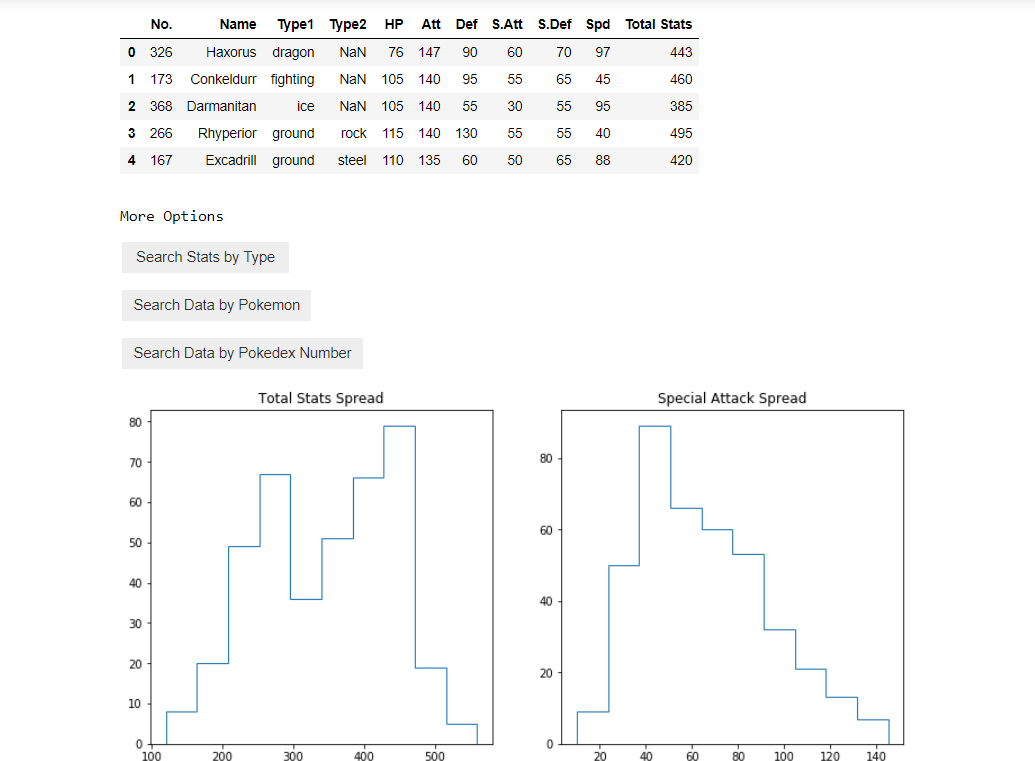 No. Name Type1 Type2 HP Att Def S.Att S.Def Spd Total Stats
0 326 Haxorus dragon NaN 76 147 90 60 70 97 443
1 173 Conkeldurr fighting NaN 105 140 95 55 65 45 460
2 368 Darmanitan ice NaN 105 140 55 30 55 95 385
3 266 Rhyperior ground rock 115 140 130 55 55 40 495
4 167 Excadrill ground steel 110 135 60 50 65 88 420
More Options
Search Stats by Type
Search Data by Pokemon
Search Data by Pokedex Number
Total Stats Spread
80
70
60
50
40
30
20
10
0
100 200 300 400 500
Special Attack Spread
80
60
40
20
0
20 40 60 80 100 120 140